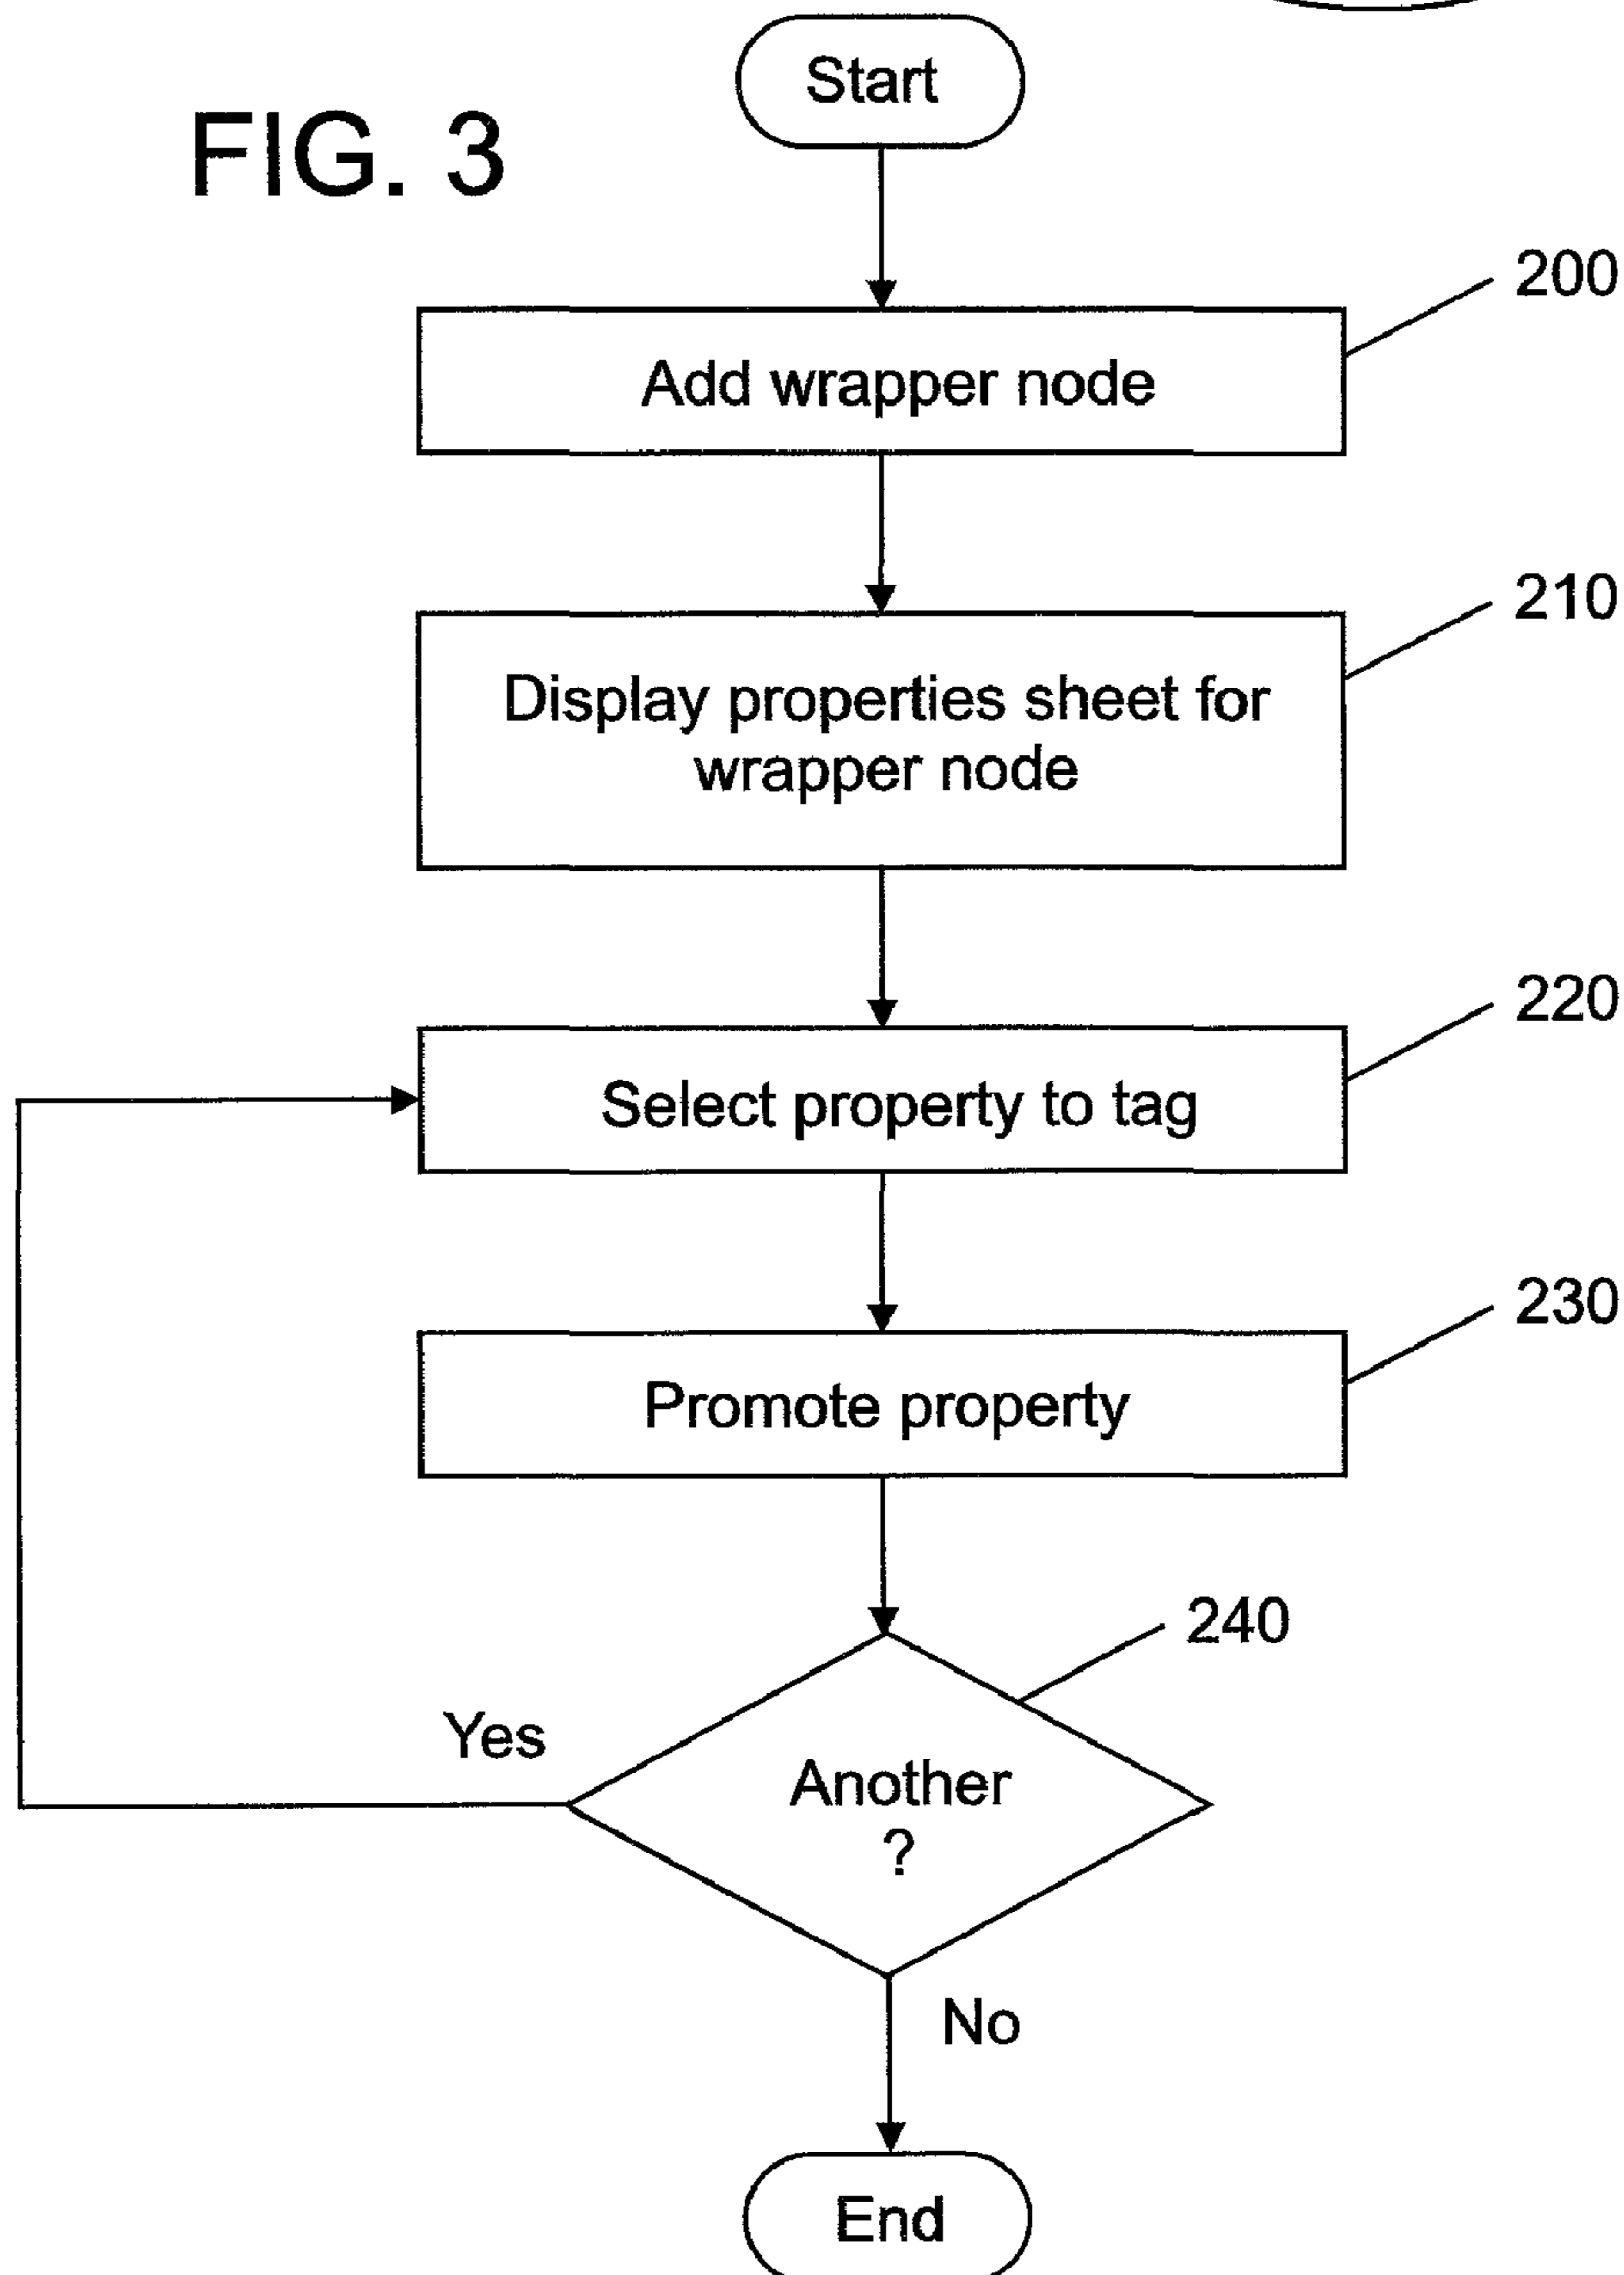 Start
FIG. 3
200
Add wrapper node
210
Display properties sheet for
wrapper node
220
Select property to tag
230
Promote property
240
Yes
Another
?
No
End